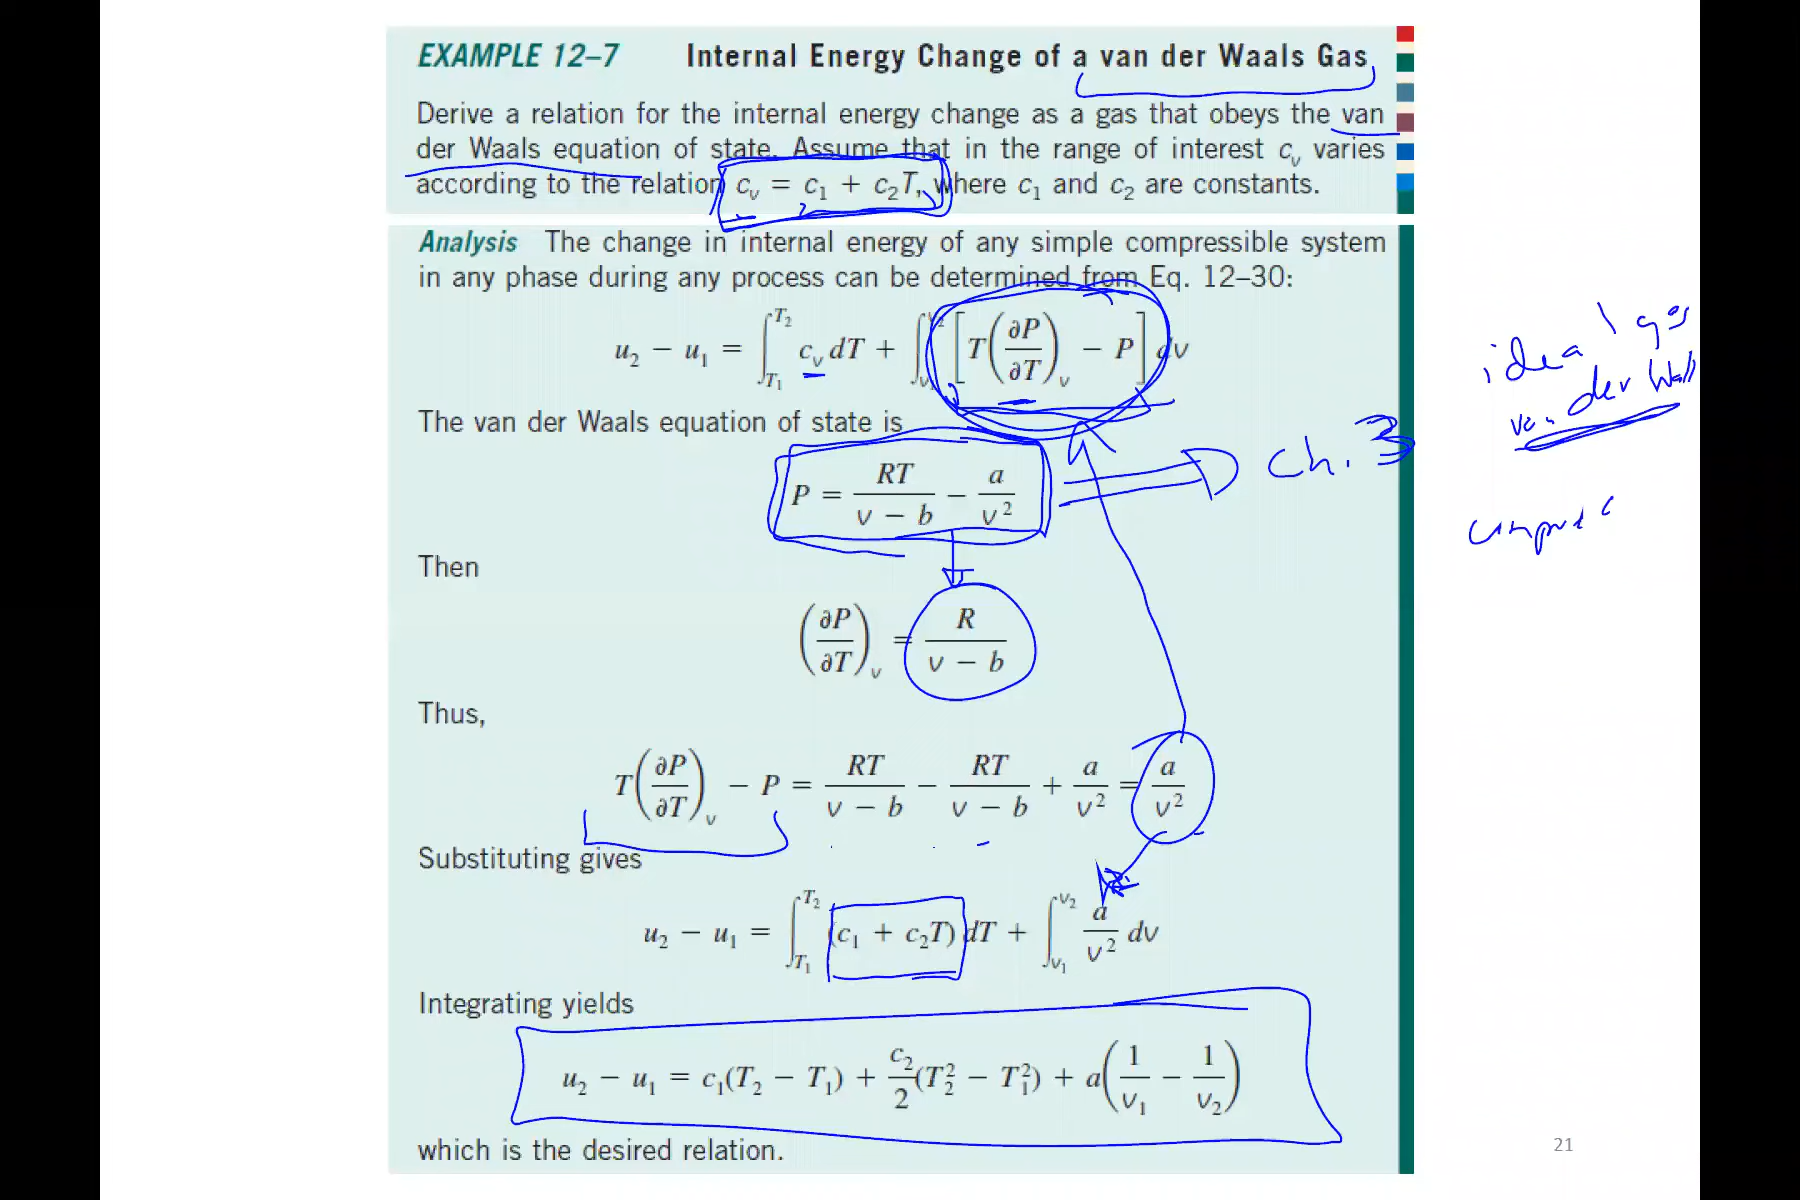 EXAMPLE 12–7 Internal Energy Change of a van der Waals Gas
Derive a relation for the internal energy change as a gas that obeys the van
der Waals equation of state. Assume that in the range of interest c_v varies
according to the relation c_v = c_1 + c_2T, where c_1 and c_2 are constants.
Analysis The change in internal energy of any simple compressible system
in any phase during any process can be determined from Eq. 12–30:
u_2 − u_1 = ∫_{T_1}^{T_2} c_v dT + ∫_{v_1}^{v_2} [T(∂P/∂T)_v − P] dv
ideal gas
van der Wall
The van der Waals equation of state is
P = RT/(v − b) − a/v^2
Ch. 3
Then
(∂P/∂T)_v = R/(v − b)
Thus,
T(∂P/∂T)_v − P = RT/(v − b) − RT/(v − b) + a/v^2 = a/v^2
Substituting gives
u_2 − u_1 = ∫_{T_1}^{T_2} (c_1 + c_2T) dT + ∫_{v_1}^{v_2} a/v^2 dv
Integrating yields
u_2 − u_1 = c_1(T_2 − T_1) + c_2/2 (T_2^2 − T_1^2) + a(1/v_1 − 1/v_2)
which is the desired relation.
21